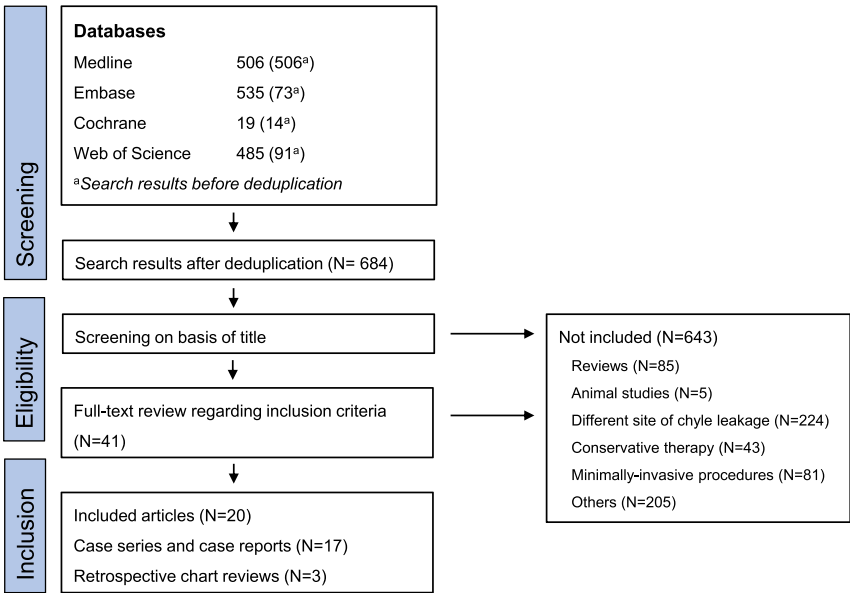 Screening
Databases
Medline 506 (506ᵃ)
Embase 535 (73ᵃ)
Cochrane 19 (14ᵃ)
Web of Science 485 (91ᵃ)
ᵃSearch results before deduplication
Search results after deduplication (N= 684)
Eligibility
Screening on basis of title
Full-text review regarding inclusion criteria
(N=41)
Not included (N=643)
Reviews (N=85)
Animal studies (N=5)
Different site of chyle leakage (N=224)
Conservative therapy (N=43)
Minimally-invasive procedures (N=81)
Others (N=205)
Inclusion
Included articles (N=20)
Case series and case reports (N=17)
Retrospective chart reviews (N=3)